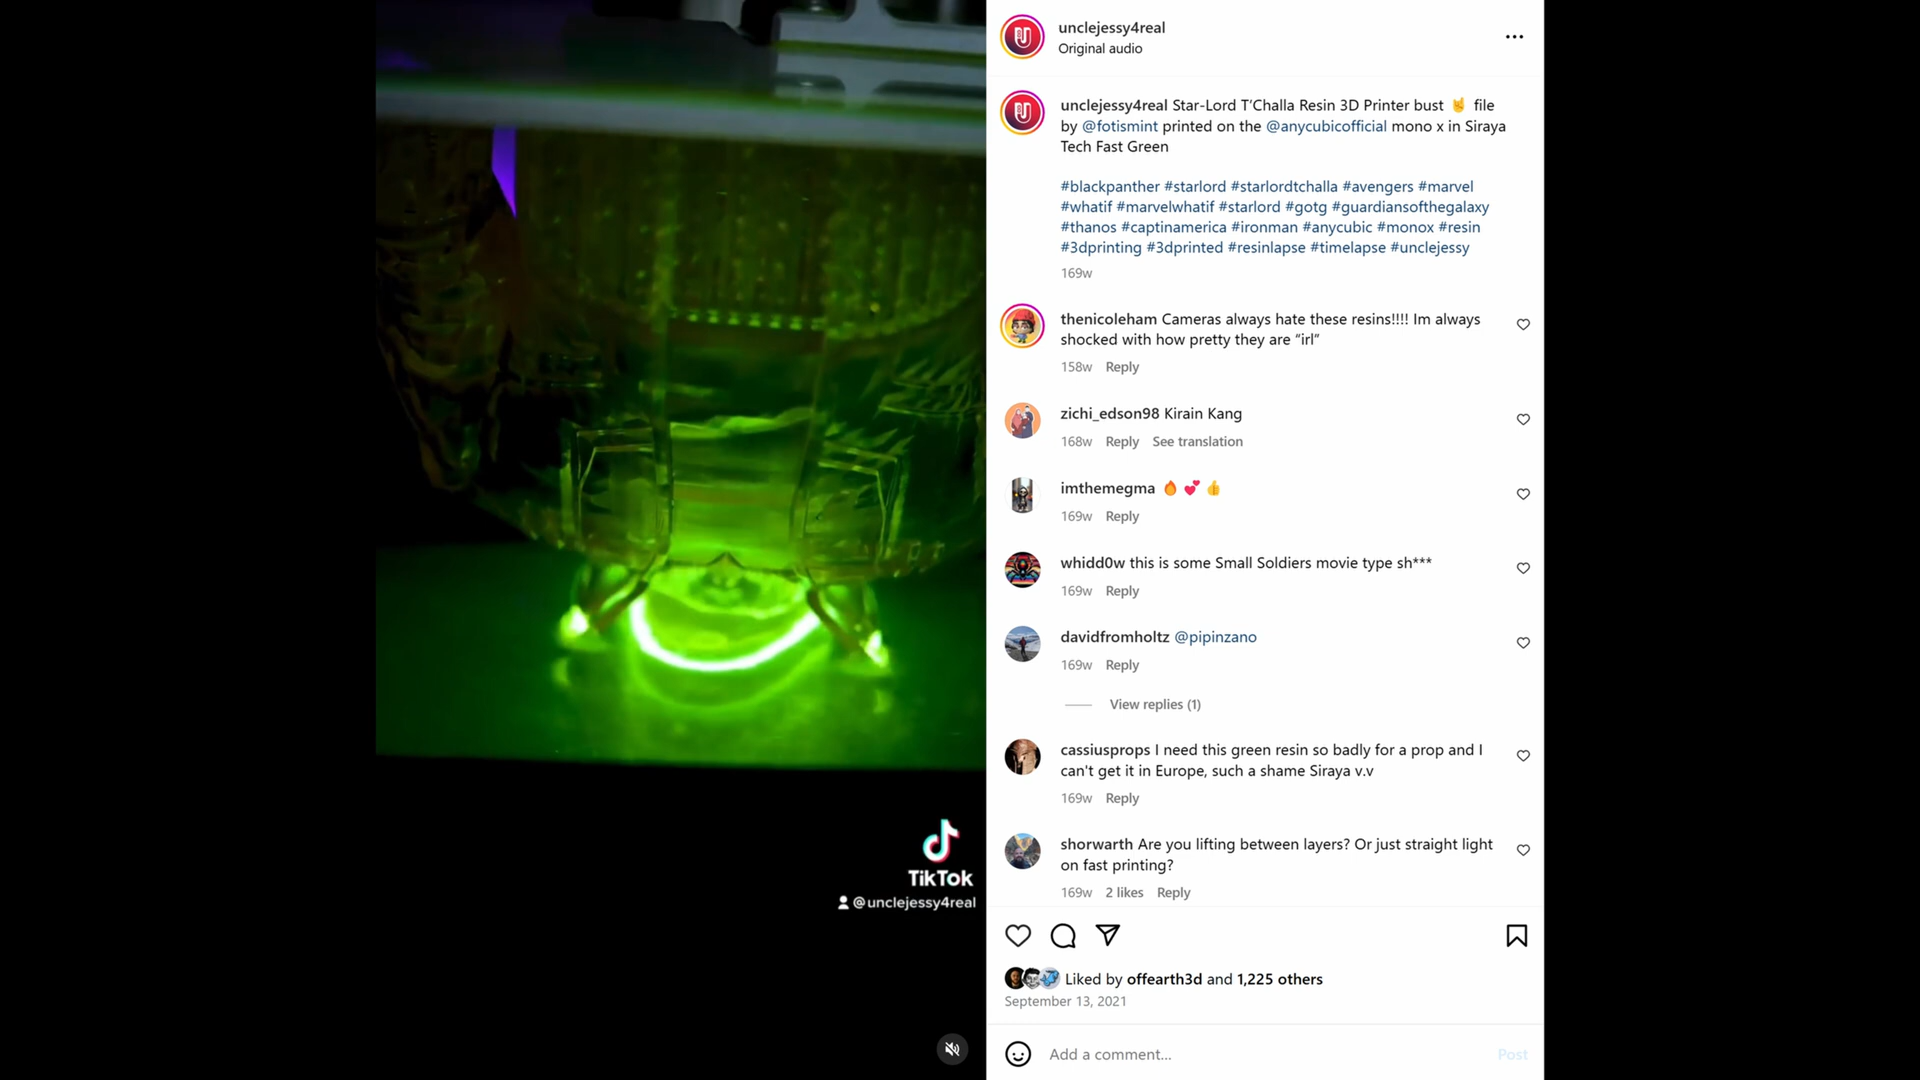 unclejessy4real
Original audio
unclejessy4real Star-Lord T'Challa Resin 3D Printer bust 🤘 file
by @fotismint printed on the @anycubicofficial mono x in Siraya
Tech Fast Green
#blackpanther #starlord #starlordtchalla #avengers #marvel
#whatif #marvelwhatif #starlord #gotg #guardiansofthegalaxy
#thanos #captinamerica #ironman #anycubic #monox #resin
#3dprinting #3dprinted #resinlapse #timelapse #unclejessy
169w
thenicoleham Cameras always hate these resins!!!! Im always
shocked with how pretty they are “irl”
158w Reply
zichi_edson98 Kirain Kang
168w Reply See translation
imthemegma 🔥 💕 👍
169w Reply
whidd0w this is some Small Soldiers movie type sh***
169w Reply
davidfromholtz @pipinzano
169w Reply
View replies (1)
cassiusprops I need this green resin so badly for a prop and I
can't get it in Europe, such a shame Siraya v.v
169w Reply
shorwarth Are you lifting between layers? Or just straight light
on fast printing?
169w 2 likes Reply
Liked by offearth3d and 1,225 others
September 13, 2021
Add a comment...
Post
TikTok
@unclejessy4real